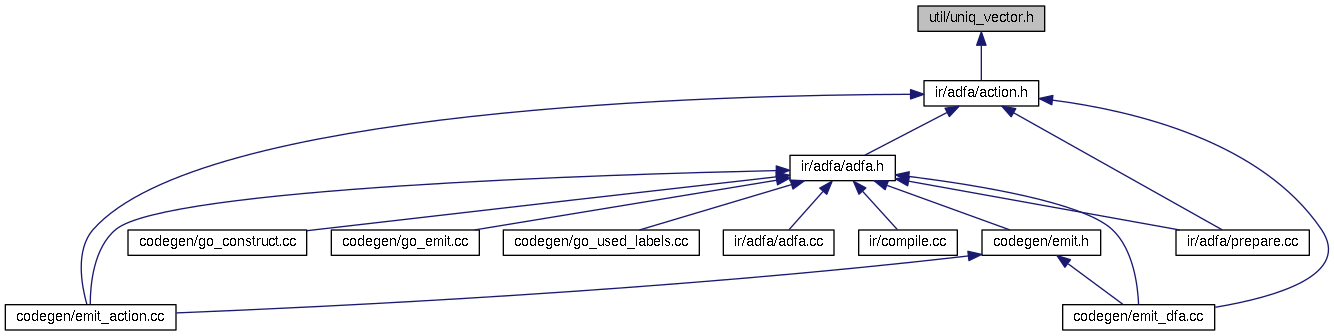 util/uniq_vector.h
ir/adfa/action.h
ir/adfa/adfa.h
codegen/go_construct.cc
codegen/go_emit.cc
codegen/go_used_labels.cc
ir/adfa/adfa.cc
ir/compile.cc
codegen/emit.h
ir/adfa/prepare.cc
codegen/emit_action.cc
codegen/emit_dfa.cc